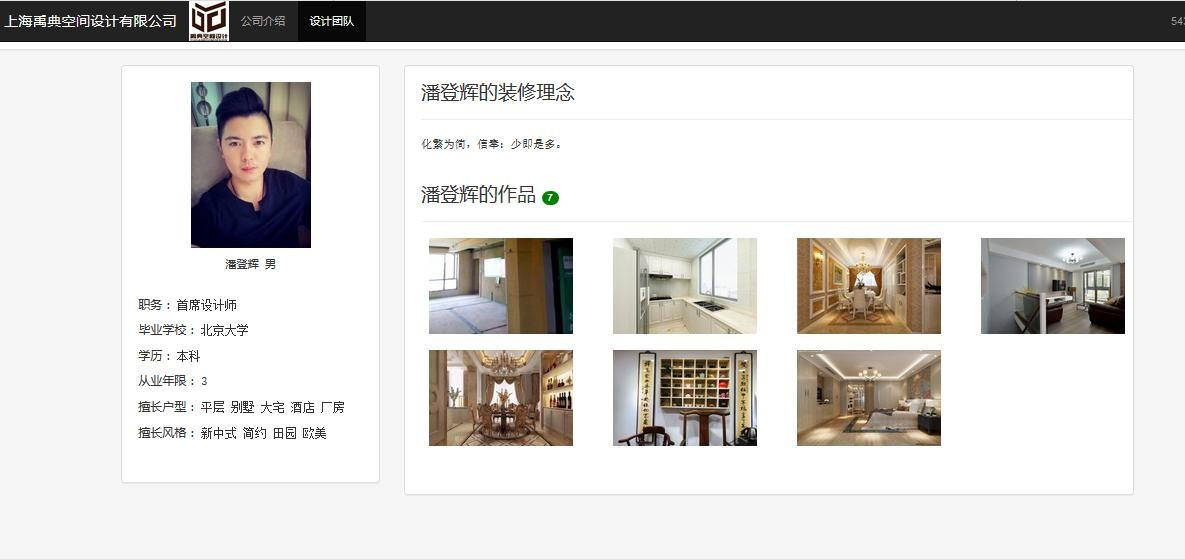 上海禹典空间设计有限公司
禹典空间设计
公司介绍
设计团队
潘登辉 男
职务：首席设计师
毕业学校：北京大学
学历：本科
从业年限：3
擅长户型：平层 别墅 大宅 酒店 厂房
擅长风格：新中式 简约 田园 欧美
潘登辉的装修理念
化繁为简，信奉：少即是多。
潘登辉的作品 7